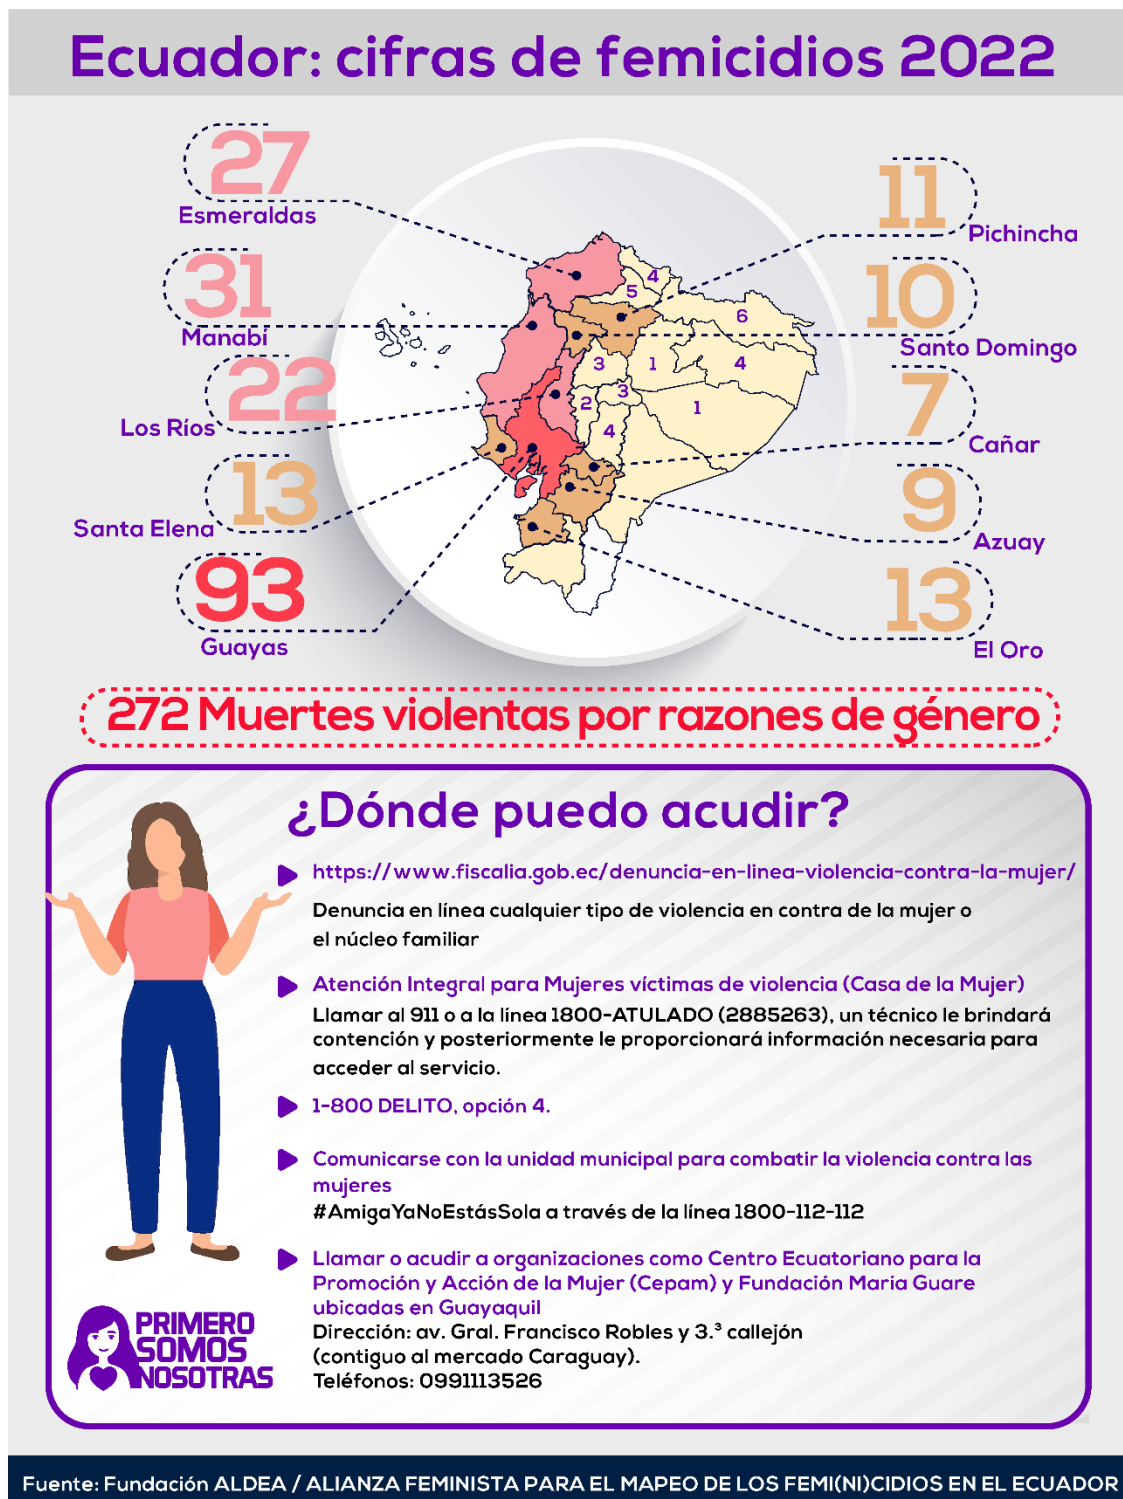 Ecuador: cifras de femicidios 2022
27
Esmeraldas
31
Manabí
22
Los Ríos
13
Santa Elena
93
Guayas
11
Pichincha
10
Santo Domingo
7
Cañar
9
Azuay
13
El Oro
4
5
6
3
1
4
3
2
1
4
272 Muertes violentas por razones de género
¿Dónde puedo acudir?
https://www.fiscalia.gob.ec/denuncia-en-linea-violencia-contra-la-mujer/
Denuncia en línea cualquier tipo de violencia en contra de la mujer o
el núcleo familiar
Atención Integral para Mujeres víctimas de violencia (Casa de la Mujer)
Llamar al 911 o a la línea 1800-ATULADO (2885263), un técnico le brindará
contención y posteriormente le proporcionará información necesaria para
acceder al servicio.
1-800 DELITO, opción 4.
Comunicarse con la unidad municipal para combatir la violencia contra las
mujeres
#AmigaYaNoEstásSola a través de la línea 1800-112-112
Llamar o acudir a organizaciones como Centro Ecuatoriano para la
Promoción y Acción de la Mujer (Cepam) y Fundación María Guare
ubicadas en Guayaquil
Dirección: av. Gral. Francisco Robles y 3.ᵃ callejón
(contiguo al mercado Caraguay).
Teléfonos: 0991113526
PRIMERO
SOMOS
NOSOTRAS
Fuente: Fundación ALDEA / ALIANZA FEMINISTA PARA EL MAPEO DE LOS FEMI(NI)CIDIOS EN EL ECUADOR